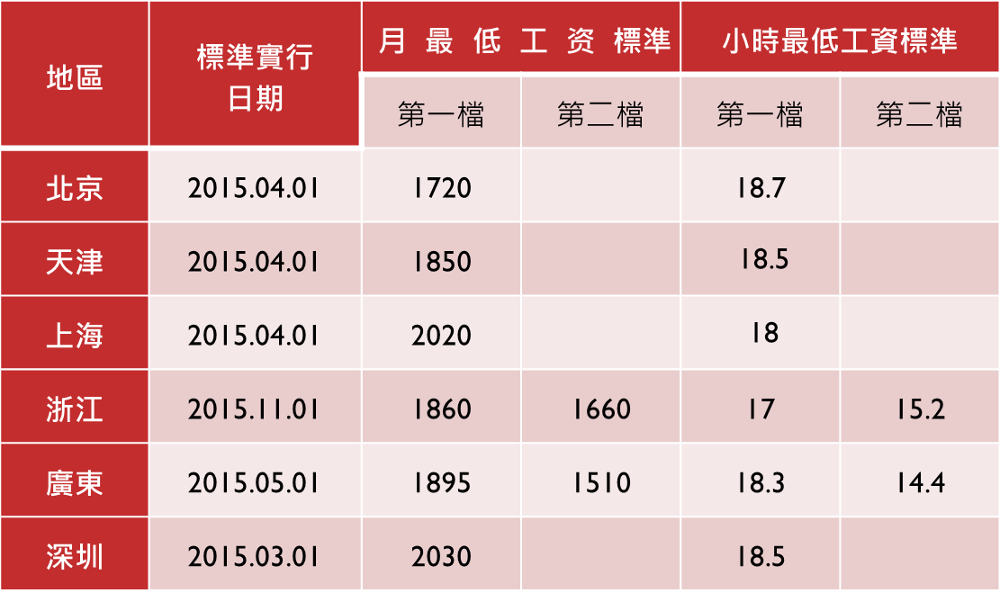 地區 標準實行日期 月最低工资標準 小時最低工資標準
第一檔 第二檔 第一檔 第二檔
北京 2015.04.01 1720 18.7
天津 2015.04.01 1850 18.5
上海 2015.04.01 2020 18
浙江 2015.11.01 1860 1660 17 15.2
廣東 2015.05.01 1895 1510 18.3 14.4
深圳 2015.03.01 2030 18.5